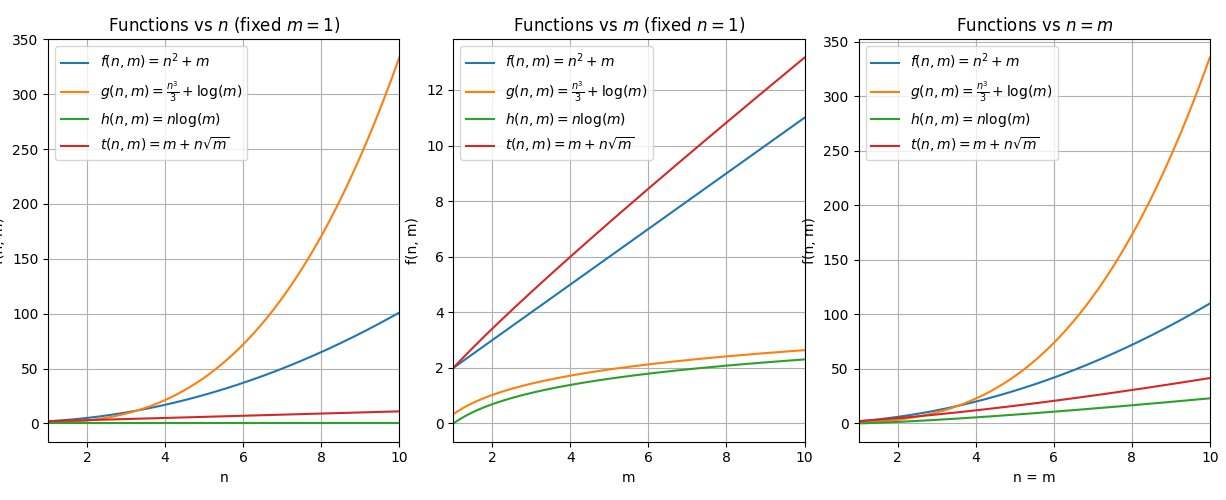 Functions vs n (fixed m = 1)
350
300
250
200
150
100
50
0
2
4
6
8
10
n
f(n, m) = n² + m
g(n, m) = n³/3 + log(m)
h(n, m) = nlog(m)
t(n, m) = m + n√m
Functions vs m (fixed n = 1)
f(n, m)
12
10
8
6
4
2
0
2
4
6
8
10
m
f(n, m) = n² + m
g(n, m) = n³/3 + log(m)
h(n, m) = nlog(m)
t(n, m) = m + n√m
Functions vs n = m
f(n, m)
350
300
250
200
150
100
50
0
2
4
6
8
10
n = m
f(n, m) = n² + m
g(n, m) = n³/3 + log(m)
h(n, m) = nlog(m)
t(n, m) = m + n√m